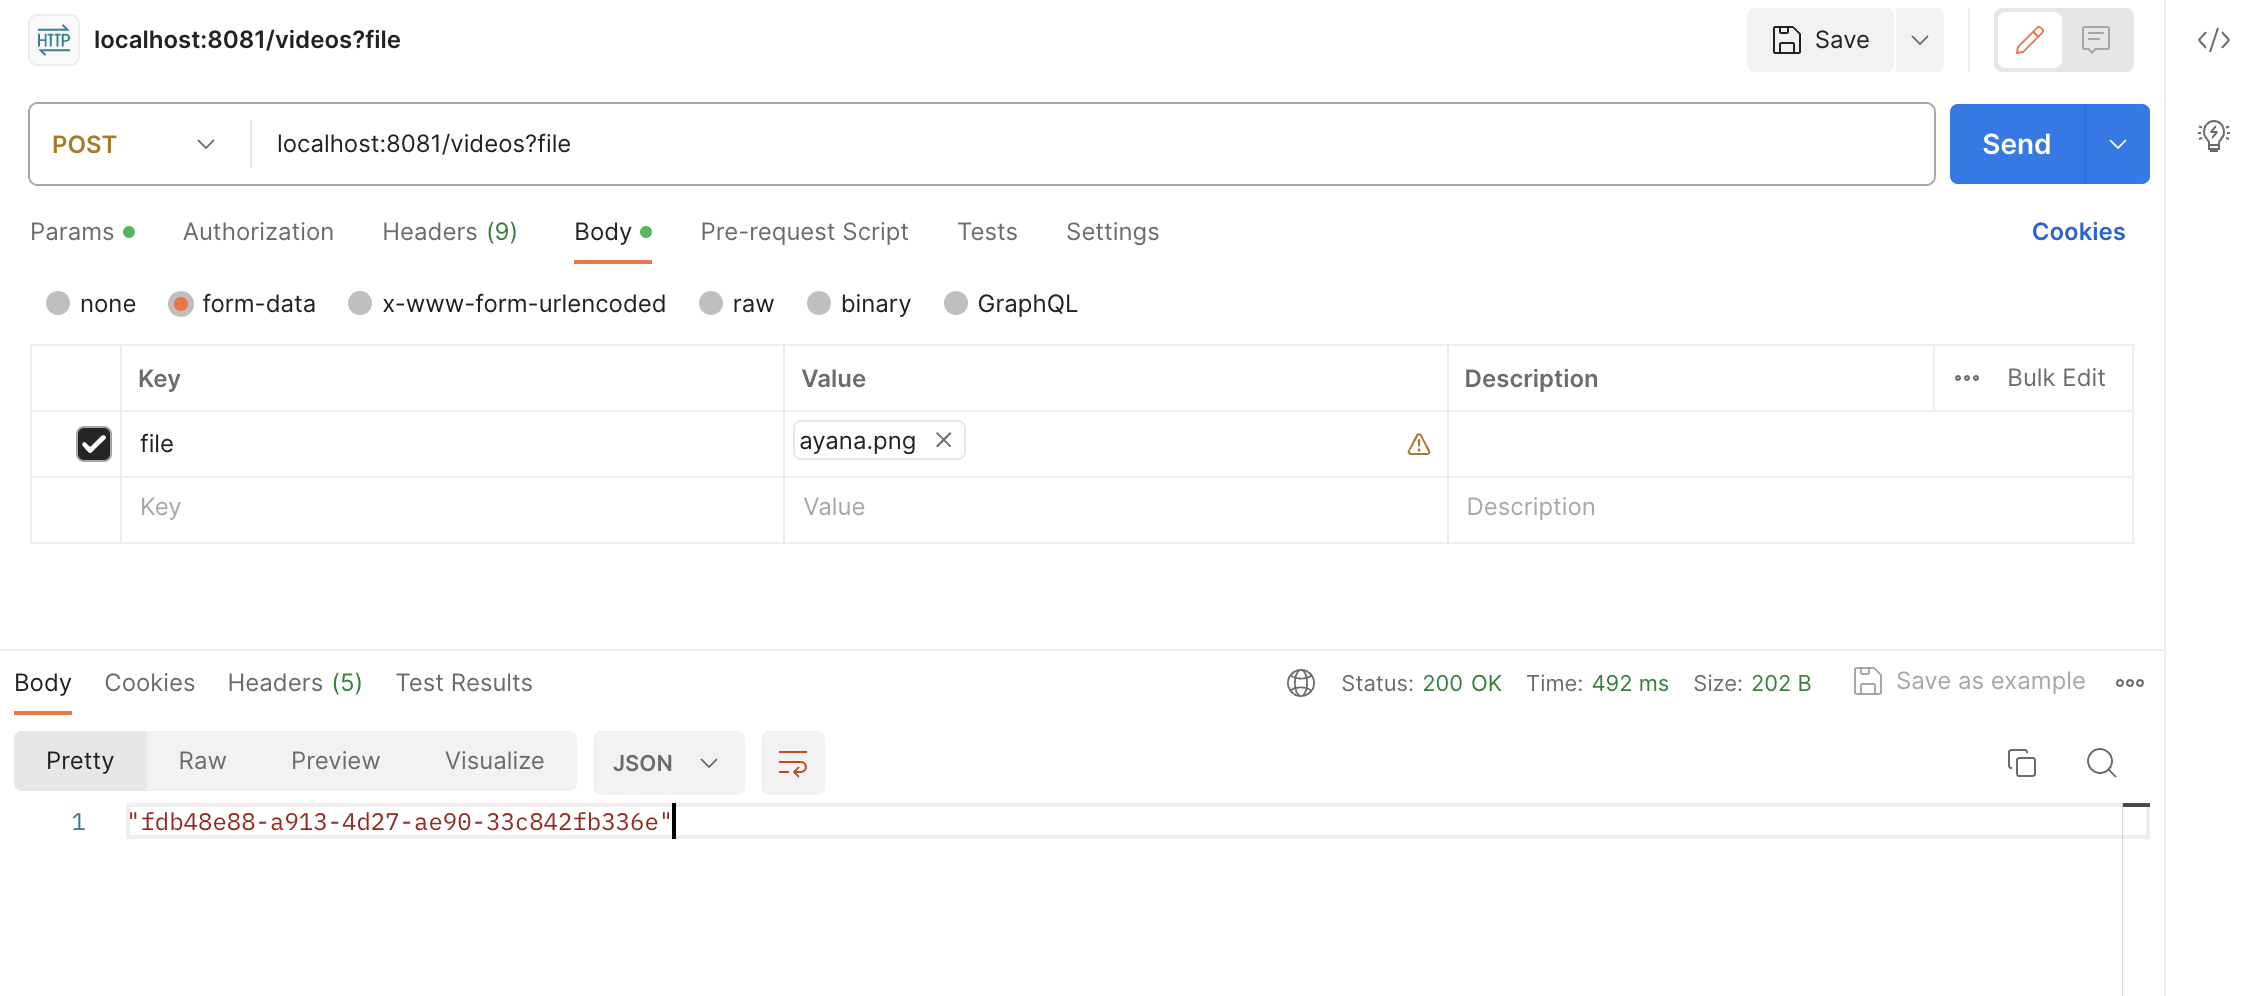 HTTP localhost:8081/videos?file Save
POST localhost:8081/videos?file Send
Params Authorization Headers (9) Body Pre-request Script Tests Settings Cookies
none form-data x-www-form-urlencoded raw binary GraphQL
Key Value Description Bulk Edit
file ayana.png
Key Value Description
Body Cookies Headers (5) Test Results Status: 200 OK Time: 492 ms Size: 202 B Save as example
Pretty Raw Preview Visualize JSON
1 "fdb48e88-a913-4d27-ae90-33c842fb336e"